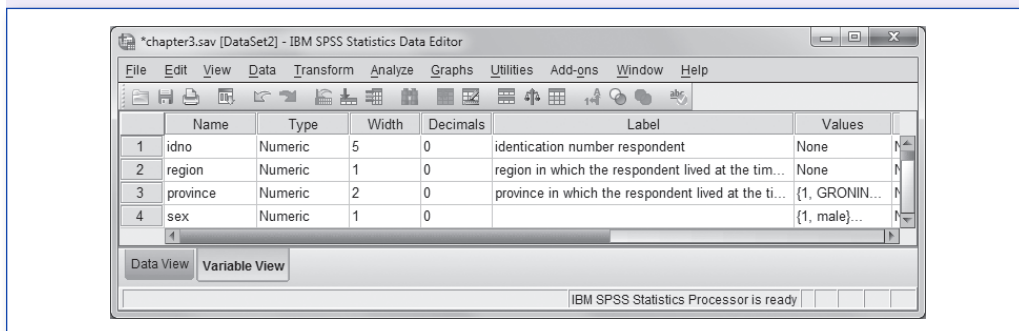 *chapter3.sav [DataSet2] - IBM SPSS Statistics Data Editor
File Edit View Data Transform Analyze Graphs Utilities Add-ons Window Help
Name Type Width Decimals Label Values
1 idno Numeric 5 0 identication number respondent None
2 region Numeric 1 0 region in which the respondent lived at the tim... None
3 province Numeric 2 0 province in which the respondent lived at the ti... {1, GRONIN...
4 sex Numeric 1 0 {1, male}...
Data View Variable View
IBM SPSS Statistics Processor is ready